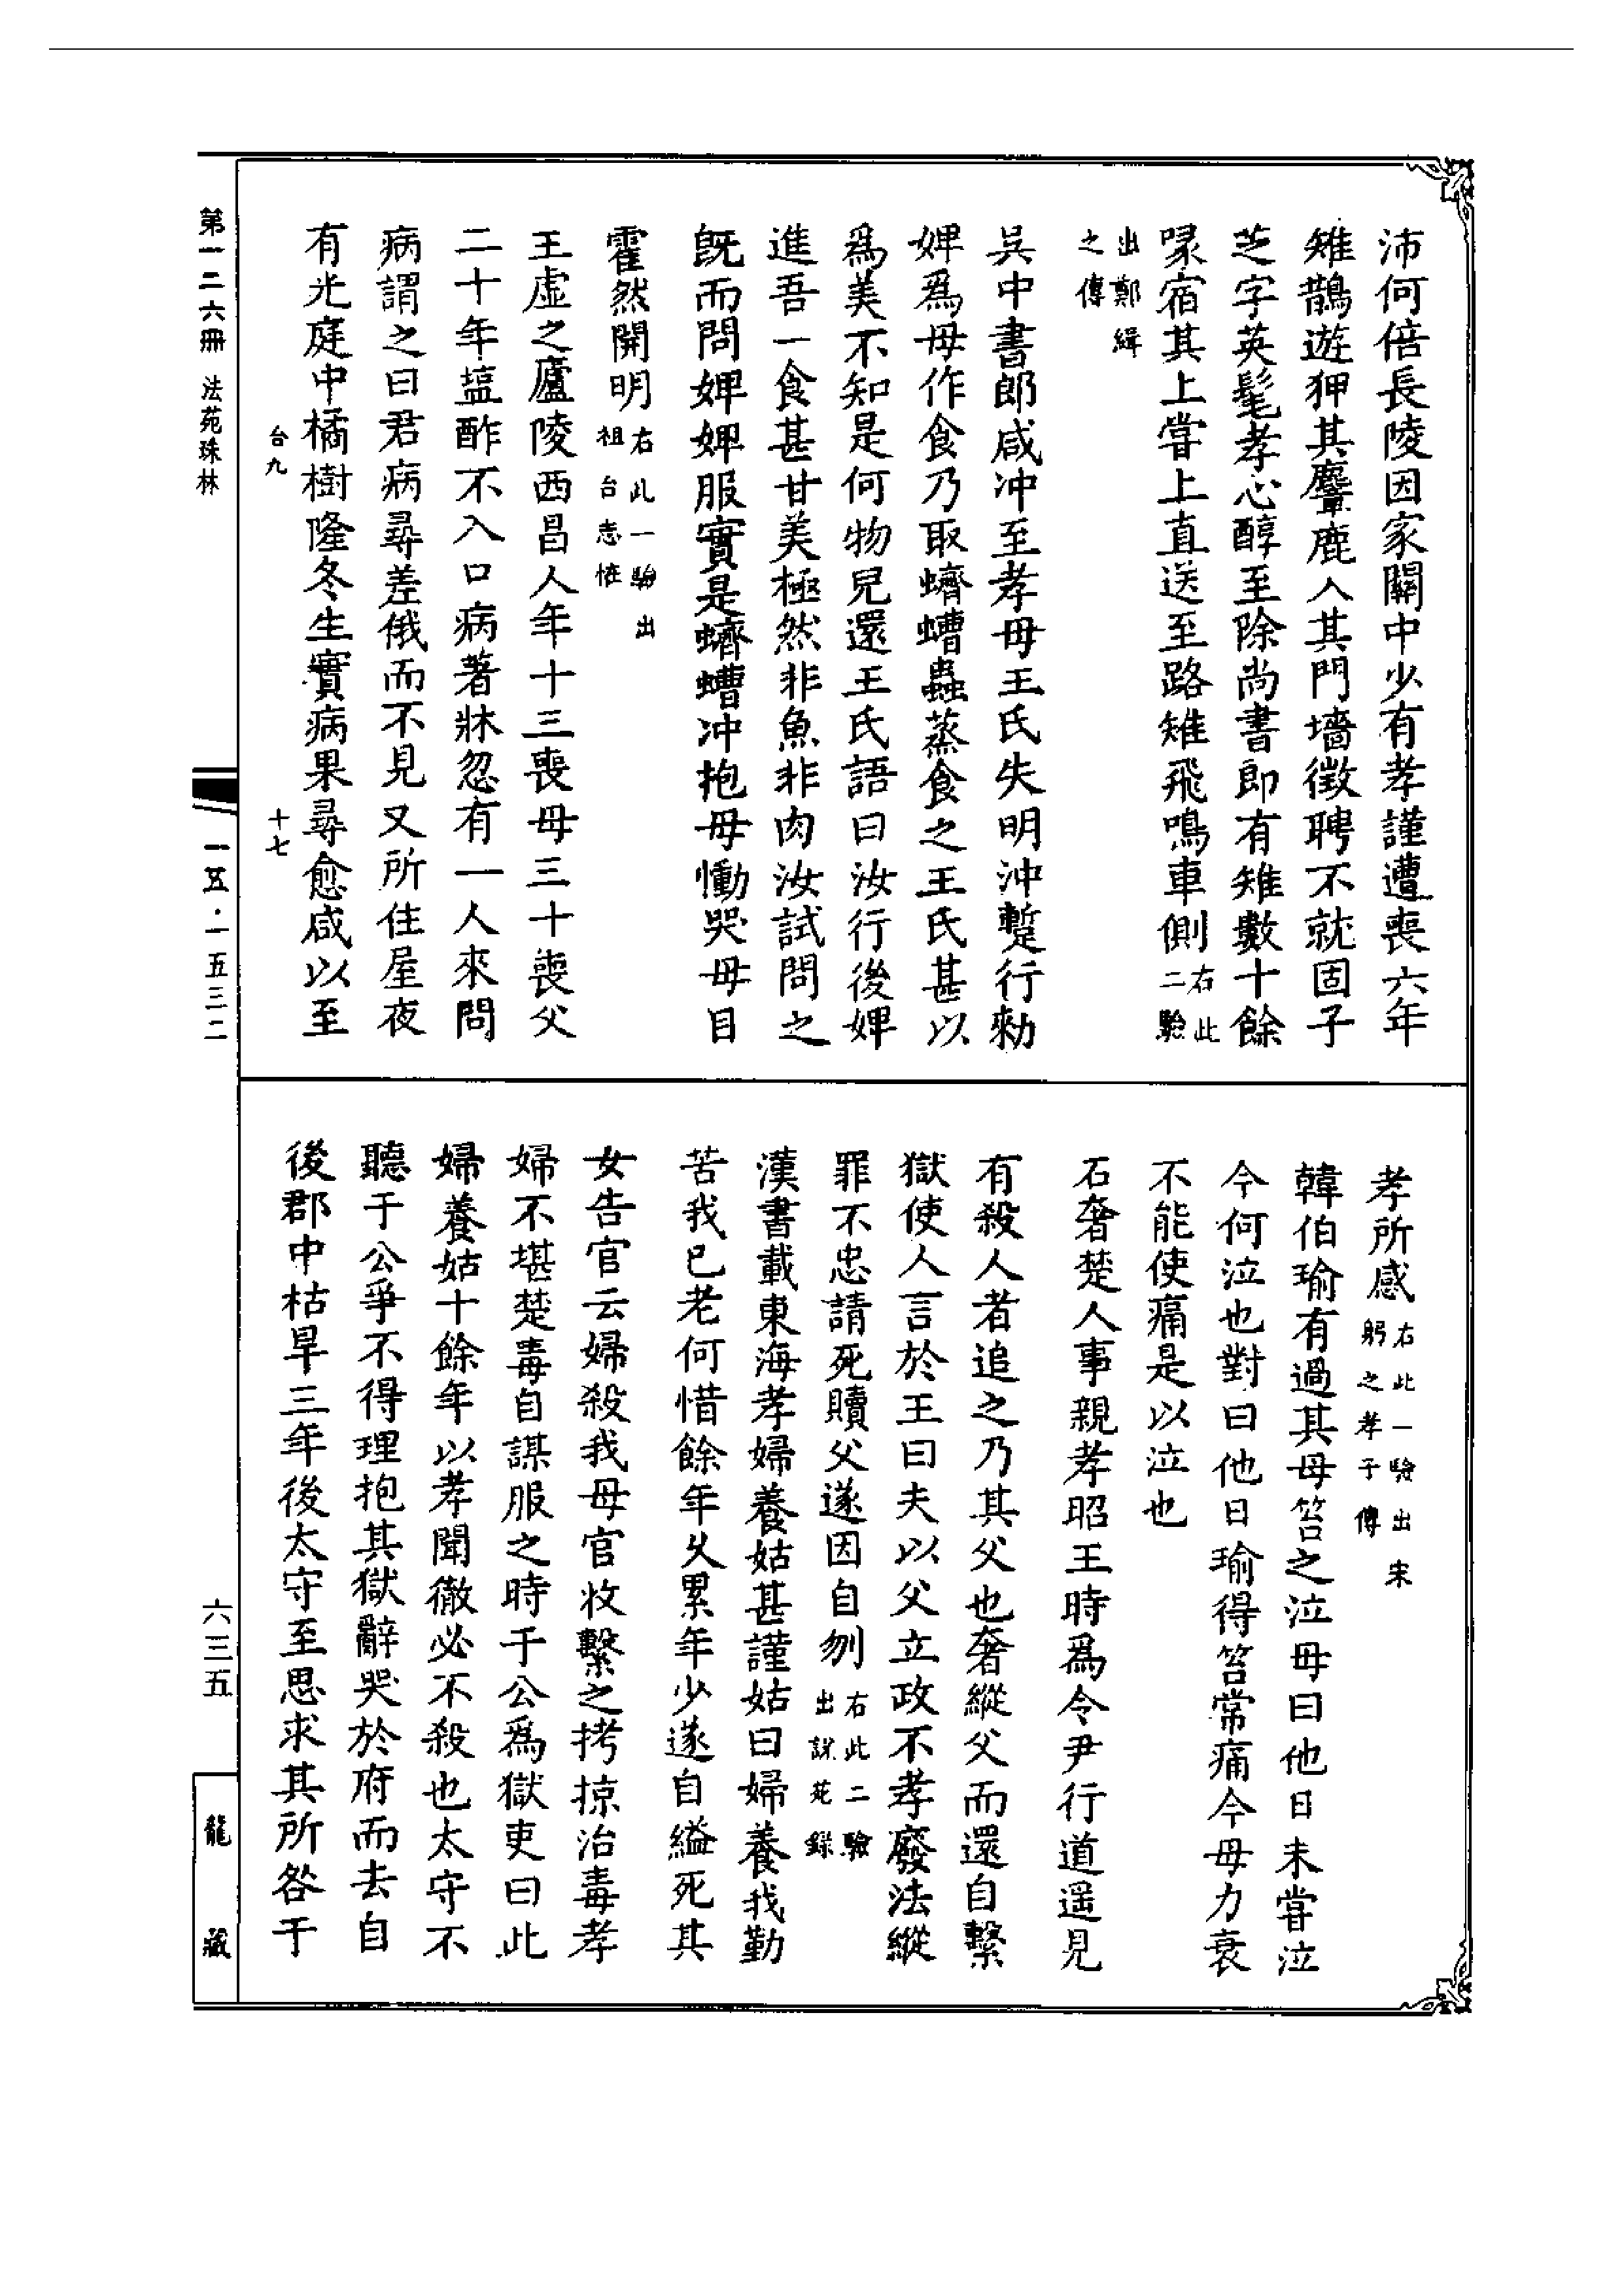 沛何倍長陵因家關中少有孝謹遭喪六年
雉鵲遊狎其麞鹿入其門墻徵聘不就固子
芝字英髦孝心醇至除尚書郎有雉數十餘
喙宿其上嘗上直送至路雉飛鳴車側右此二驗
出鄭緝之傳
吳中書郎咸冲至孝母王氏失明沖蹔行勑
婢爲母作食乃取蠐螬蟲蒸食之王氏甚以
爲美不知是何物兒還王氏語曰汝行後婢
進吾一食甚甘美極然非魚非肉汝試問之
旣而問婢婢服實是蠐螬沖抱母慟哭母目
霍然開明右此一驗出祖台志怪
王虛之廬陵西昌人年十三喪母三十喪父
二十年塩酢不入口病著牀忽有一人來問
病謂之曰君病尋差俄而不見又所住屋夜
有光庭中橘樹隆冬生實病果尋愈咸以至
台九 十七
孝所感右此一驗出宋躬之孝子傳
韓伯瑜有過其母笞之泣母曰他日未嘗泣
今何泣也對曰他日瑜得笞常痛今母力衰
不能使痛是以泣也
石奢楚人事親孝昭王時爲令尹行道遥見
有殺人者追之乃其父也奢縱父而還自繫
獄使人言於王曰夫以父立政不孝廢法縱
罪不忠請死贖父遂因自刎右此二驗出說苑錄
漢書載東海孝婦養姑甚謹姑曰婦養我勤
苦我已老何惜餘年久累年少遂自縊死其
女告官云婦殺我母官收繫之拷掠治毒孝
婦不堪楚毒自謀服之時于公爲獄吏曰此
婦養姑十餘年以孝聞徹必不殺也太守不
聽于公爭不得理抱其獄辭哭於府而去自
後郡中枯旱三年後太守至思求其所咎于
第一二六冊 法苑珠林
一五·一五三二
六三五
龍藏